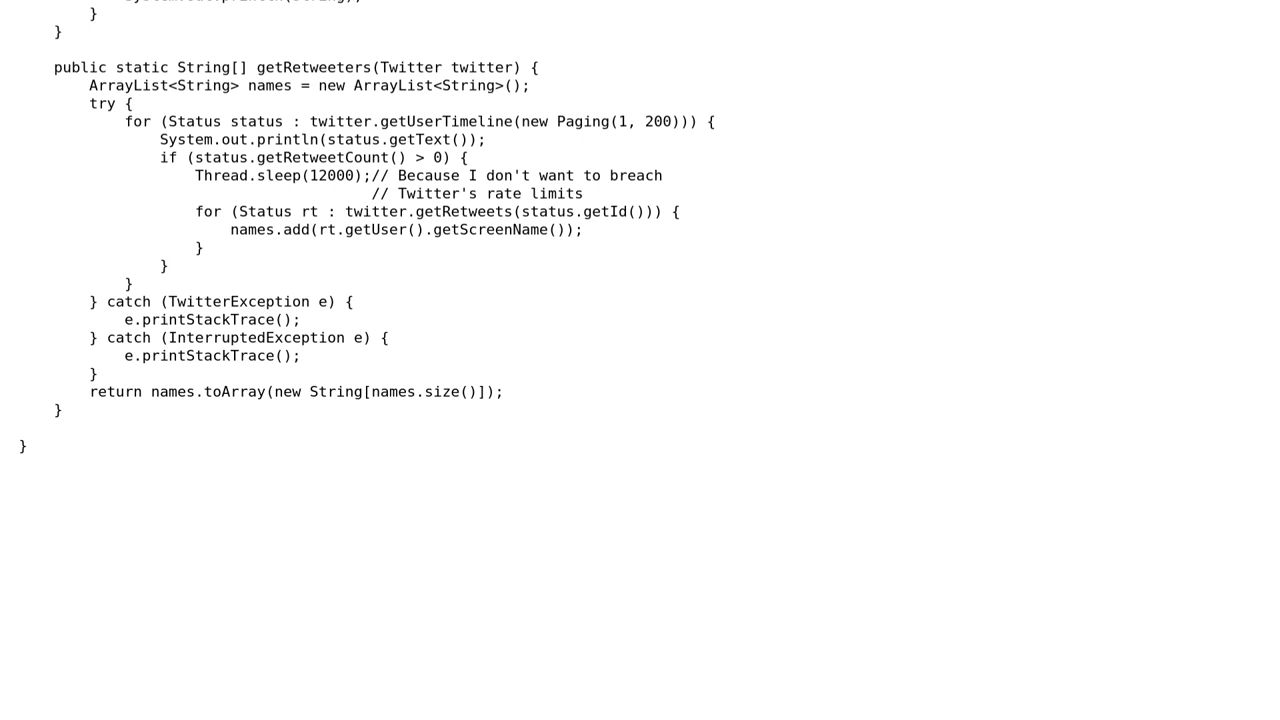 }
    }

    public static String[] getRetweeters(Twitter twitter) {
        ArrayList<String> names = new ArrayList<String>();
        try {
            for (Status status : twitter.getUserTimeline(new Paging(1, 200))) {
                System.out.println(status.getText());
                if (status.getRetweetCount() > 0) {
                    Thread.sleep(12000);// Because I don't want to breach
                                        // Twitter's rate limits
                    for (Status rt : twitter.getRetweets(status.getId())) {
                        names.add(rt.getUser().getScreenName());
                    }
                }
            }
        } catch (TwitterException e) {
            e.printStackTrace();
        } catch (InterruptedException e) {
            e.printStackTrace();
        }
        return names.toArray(new String[names.size()]);
    }

}